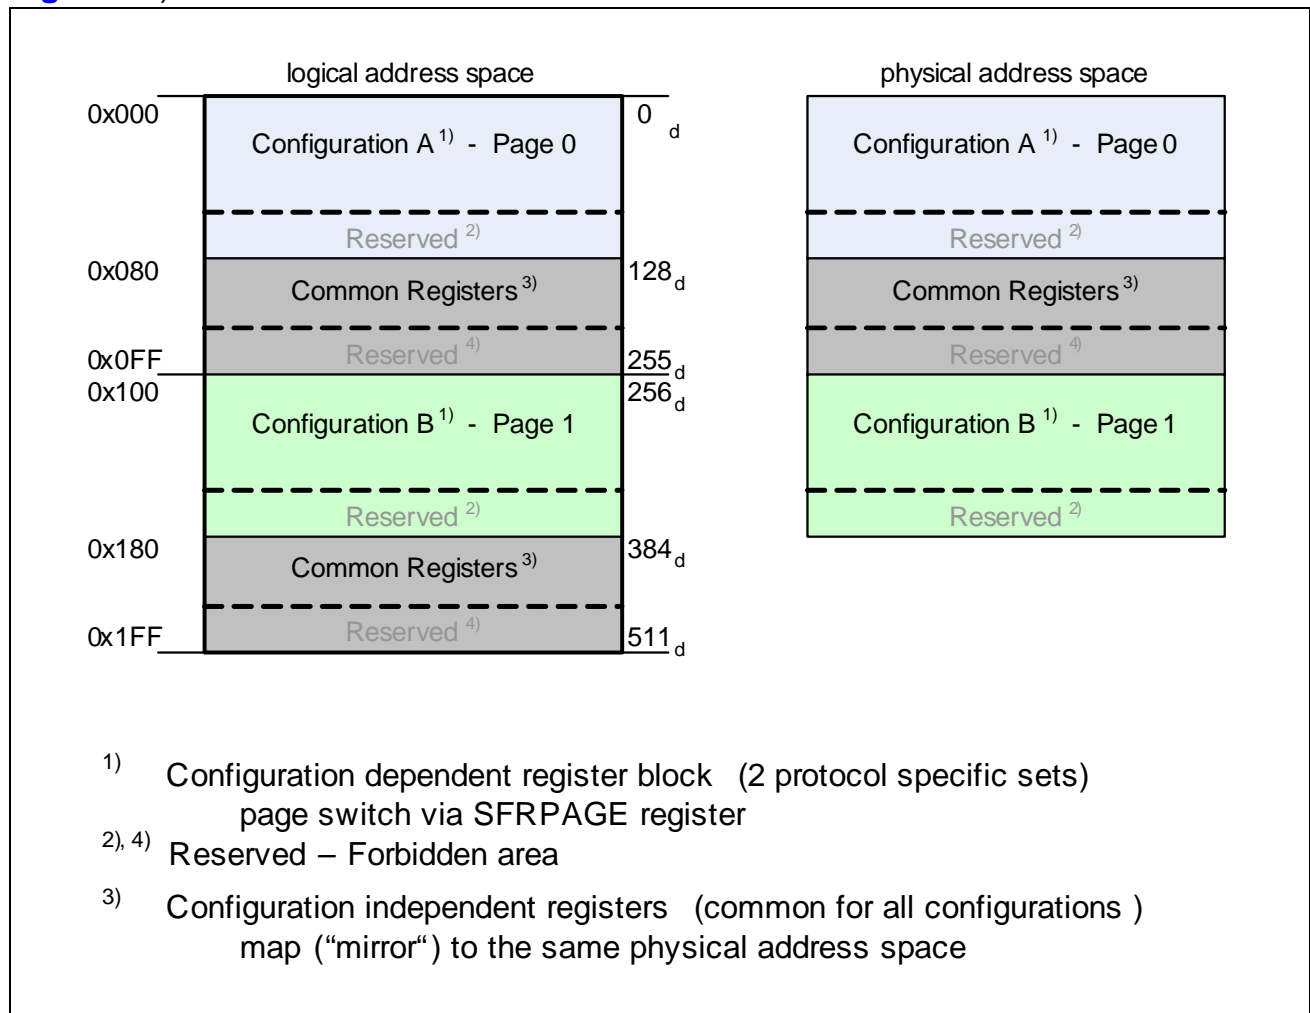 logical address space physical address space
0x000 0 d
Configuration A 1) - Page 0 Configuration A 1) - Page 0
Reserved 2) Reserved 2)
0x080 128 d
Common Registers 3) Common Registers 3)
Reserved 4) Reserved 4)
0x0FF 255 d
0x100 256 d
Configuration B 1) - Page 1 Configuration B 1) - Page 1
Reserved 2) Reserved 2)
0x180 384 d
Common Registers 3)
Reserved 4)
0x1FF 511 d
1) Configuration dependent register block (2 protocol specific sets)
page switch via SFRPAGE register
2), 4) Reserved – Forbidden area
3) Configuration independent registers (common for all configurations )
map (“mirror“) to the same physical address space